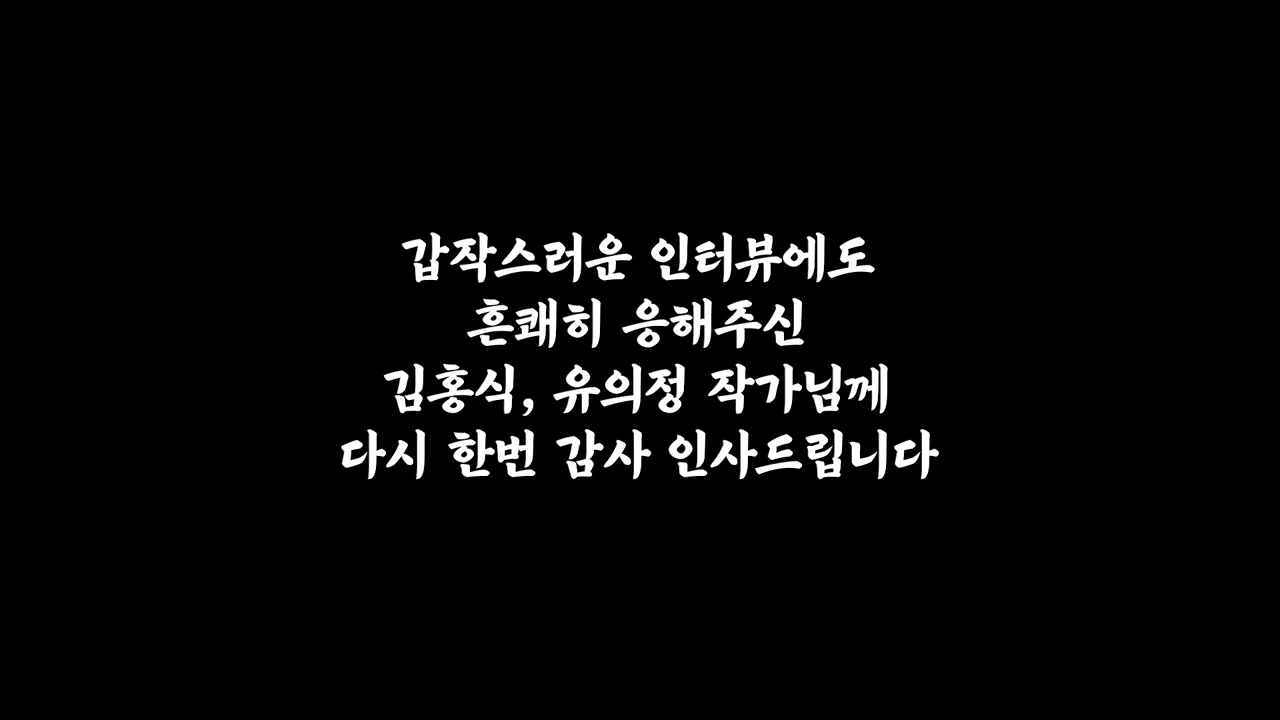 갑작스러운 인터뷰에도
흔쾌히 응해주신
김홍식, 유의정 작가님께
다시 한번 감사 인사드립니다